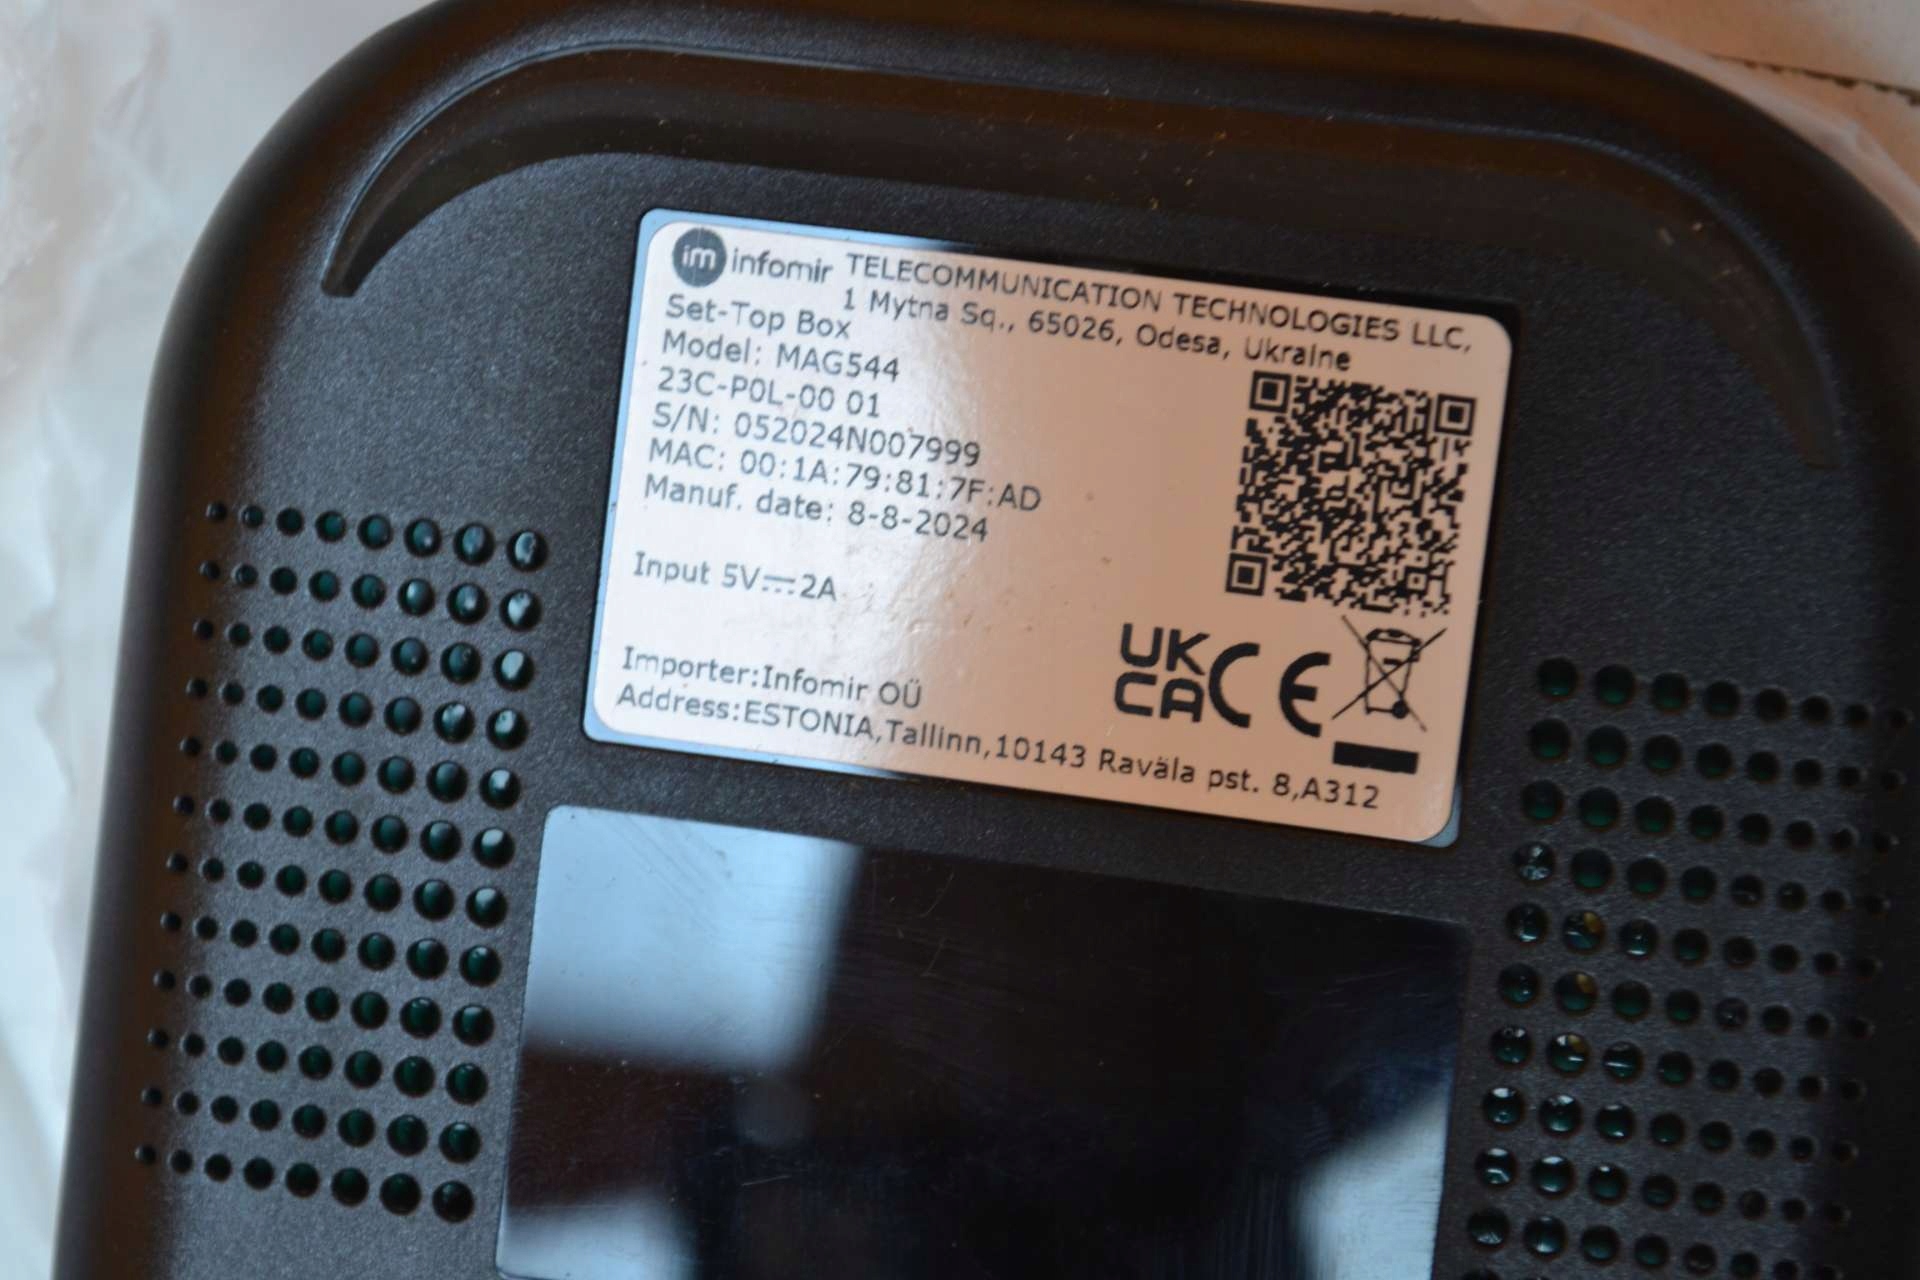 im infomir TELECOMMUNICATION TECHNOLOGIES LLC,
1 Mytna Sq., 65026, Odesa, Ukraine
Set-Top Box
Model: MAG544
23C-P0L-00 01
S/N: 052024N007999
MAC: 00:1A:79:81:7F:AD
Manuf. date: 8-8-2024
Input 5V⎓2A
UK
CA CE
Importer:Infomir OÜ
Address:ESTONIA,Tallinn,10143 Raväla pst. 8,A312